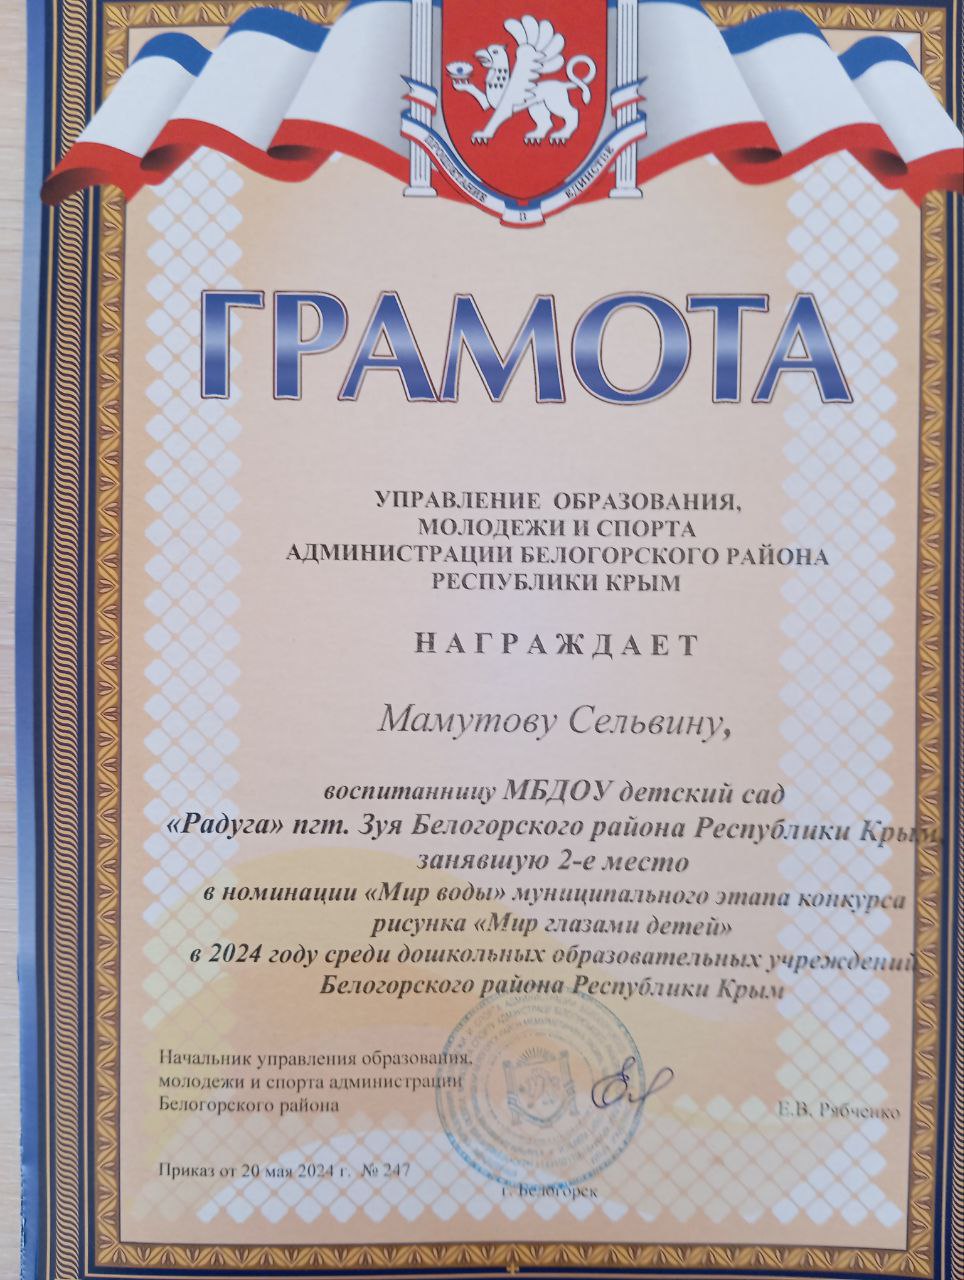 ПРОЦВЕТАНИЕ В ЕДИНСТВЕ
ГРАМОТА
УПРАВЛЕНИЕ ОБРАЗОВАНИЯ,
МОЛОДЕЖИ И СПОРТА
АДМИНИСТРАЦИИ БЕЛОГОРСКОГО РАЙОНА
РЕСПУБЛИКИ КРЫМ
НАГРАЖДАЕТ
Мамутову Сельвину,
воспитанницу МБДОУ детский сад
«Радуга» пгт. Зуя Белогорского района Республики Крым,
занявшую 2-е место
в номинации «Мир воды» муниципального этапа конкурса
рисунка «Мир глазами детей»
в 2024 году среди дошкольных образовательных учреждений
Белогорского района Республики Крым
Начальник управления образования,
молодежи и спорта администрации
Белогорского района
Е.В. Рябченко
Приказ от 20 мая 2024 г. № 247
г. Белогорск